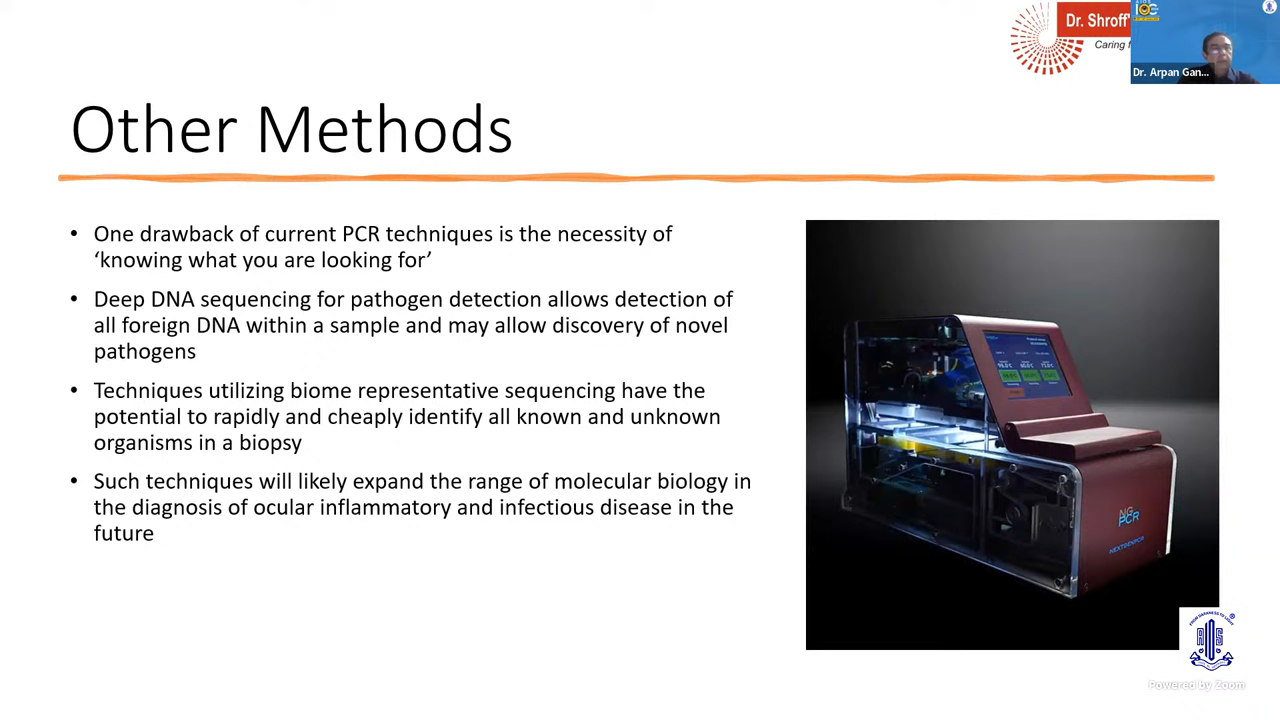 Dr. Shroff'
Caring f
Dr. Arpan Gan...
Other Methods
• One drawback of current PCR techniques is the necessity of
‘knowing what you are looking for’
• Deep DNA sequencing for pathogen detection allows detection of
all foreign DNA within a sample and may allow discovery of novel
pathogens
• Techniques utilizing biome representative sequencing have the
potential to rapidly and cheaply identify all known and unknown
organisms in a biopsy
• Such techniques will likely expand the range of molecular biology in
the diagnosis of ocular inflammatory and infectious disease in the
future
NG
PCR
NEXTGENPCR
Powered by Zoom